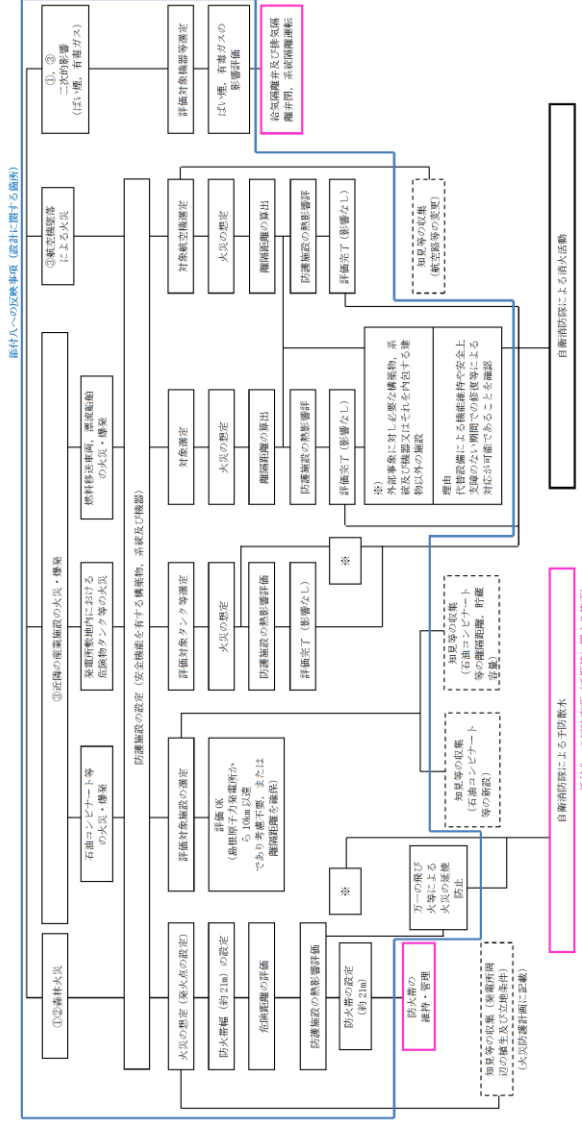 添付八への反映事項（設計に関する箇所）
①②森林火災
③近隣の産業施設の火災・爆発
③航空機墜落
による火災
①，③
二次的影響
（ばい煙，有毒ガス）
石油コンビナート等
の火災・爆発
発電所敷地内における
危険物タンク等の火災
燃料移送車両，漂流船舶
の火災・爆発
防護施設の設定（安全機能を有する構築物，系統及び機器）
火災の想定（発火点の設定）
防火帯幅（約21m）の設定
危険距離の評価
防護施設の熱影響評価
防火帯の設定
（約21m）
防火帯の
維持・管理
知見等の収集（発電所周
辺の植生及び立地条件）
（火災防護計画に記載）
評価対象施設の選定
評価OK
（島根原子力発電所か
ら10km以遠
であり考慮不要，または
離隔距離を確保）
※
万一の飛び
火等による
火災の延焼
防止
知見等の収集
（石油コンビナート
等の新設）
知見等の収集
（石油コンビナート
等の離隔距離，貯蔵
容量）
評価対象タンク等選定
火災の想定
防護施設の熱影響評価
評価完了（影響なし）
※
対象選定
火災の想定
離隔距離の算出
防護施設の熱影響評
評価完了（影響なし）
※）
外部事象に対し必要な構築物，系
統及び機器又はそれを内包する建
物以外の施設
理由
代替設備による機能維持や安全上
支障のない期間での修復等による
対応が可能であることを確認
対象航空機選定
火災の想定
離隔距離の算出
防護施設の熱影響評
評価完了（影響なし）
知見等の収集
（航空路等の変更）
評価対象機器等選定
ばい煙，有毒ガスの
影響評価
給気隔離弁及び排気隔
離弁閉，系統隔離運転
自衛消防隊による予防散水
自衛消防隊による消火活動